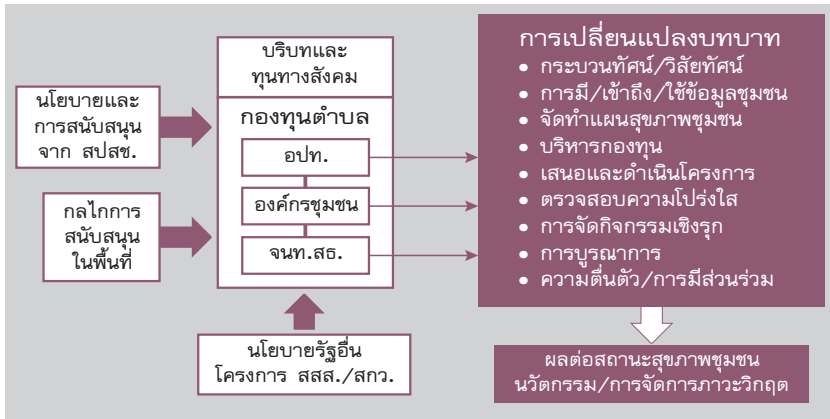 นโยบายและ
การสนับสนุน
จาก สปสช.
กลไกการ
สนับสนุน
ในพื้นที่
บริบทและ
ทุนทางสังคม
กองทุนตำบล
อปท.
องค์กรชุมชน
จนท.สธ.
นโยบายรัฐอื่น
โครงการ สสส./สกว.
การเปลี่ยนแปลงบทบาท
• กระบวนทัศน์/วิสัยทัศน์
• การมี/เข้าถึง/ใช้ข้อมูลชุมชน
• จัดทำแผนสุขภาพชุมชน
• บริหารกองทุน
• เสนอและดำเนินโครงการ
• ตรวจสอบความโปร่งใส
• การจัดกิจกรรมเชิงรุก
• การบูรณาการ
• ความตื่นตัว/การมีส่วนร่วม
ผลต่อสถานะสุขภาพชุมชน
นวัตกรรม/การจัดการภาวะวิกฤต